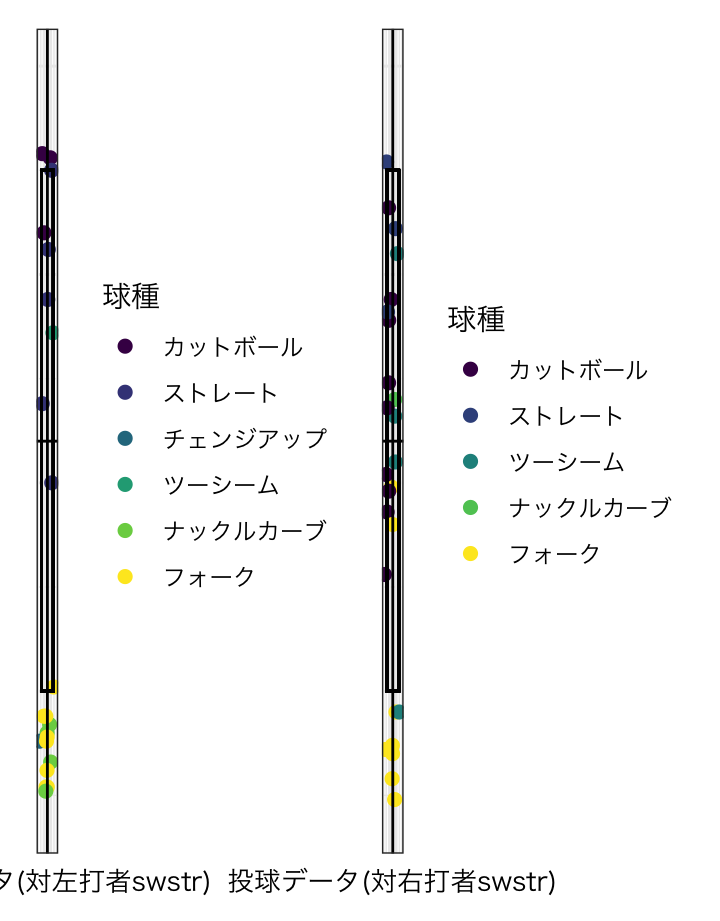 球種
カットボール
ストレート
チェンジアップ
ツーシーム
ナックルカーブ
フォーク
タ(対左打者swstr)
球種
カットボール
ストレート
ツーシーム
ナックルカーブ
フォーク
投球データ(対右打者swstr)